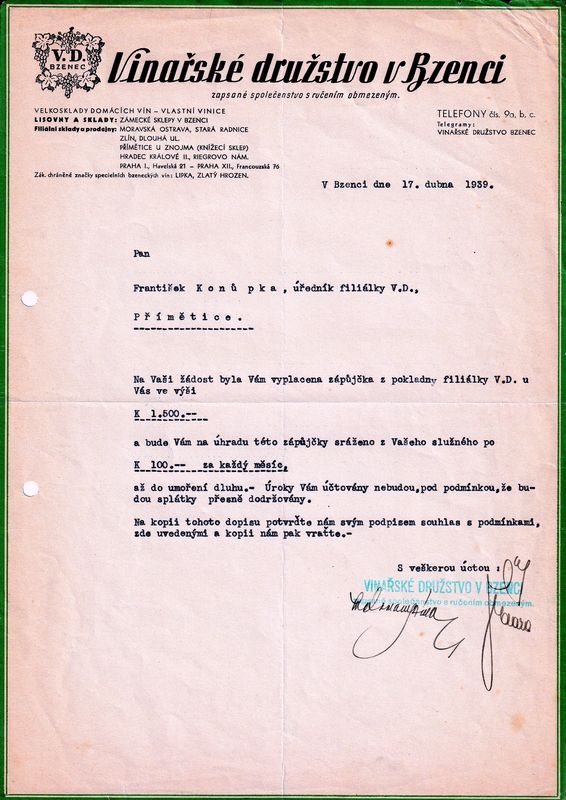 V.D.
BZENEC
Vinařské družstvo v Bzenci
zapsané společenstvo s ručením obmezeným.
VELKOSKLADY DOMÁCÍCH VÍN – VLASTNÍ VINICE
LISOVNY A SKLADY: ZÁMECKÉ SKLEPY V BZENCI
Filiální sklady a prodejny: MORAVSKÁ OSTRAVA, STARÁ RADNICE
ZLÍN, DLOUHÁ UL.
PŘÍMĚTICE U ZNOJMA (KNÍŽECÍ SKLEP)
HRADEC KRÁLOVÉ II., RIEGROVO NÁM.
PRAHA I., Havelská 21 – PRAHA XII., Francouzská 76
Zák. chráněné značky specielních bzeneckých vín: LIPKA, ZLATÝ HROZEN.
TELEFONY čís. 9a, b, c.
Telegramy:
VINAŘSKÉ DRUŽSTVO BZENEC
V Bzenci dne 17. dubna 1939.
Pan
František Konůpka, úředník filiálky V.D.,
Přímětice.
Na Vaši žádost byla Vám vyplacena zápůjčka z pokladny filiálky V.D. u
Vás ve výši
K 1.500.--
a bude Vám na úhradu této zápůjčky sráženo z Vašeho služného po
K 100.-- za každý měsíc,
až do umoření dluhu.- Úroky Vám účtovány nebudou,pod podmínkou,že bu-
dou splátky přesně dodržovány.
Na kopii tohoto dopisu potvrďte nám svým podpisem souhlas s podmínkami,
zde uvedenými a kopii nám pak vraťte.-
S veškerou úctou :
VINAŘSKÉ DRUŽSTVO V BZENCI
zapsané společenstvo s ručením obmezeným.